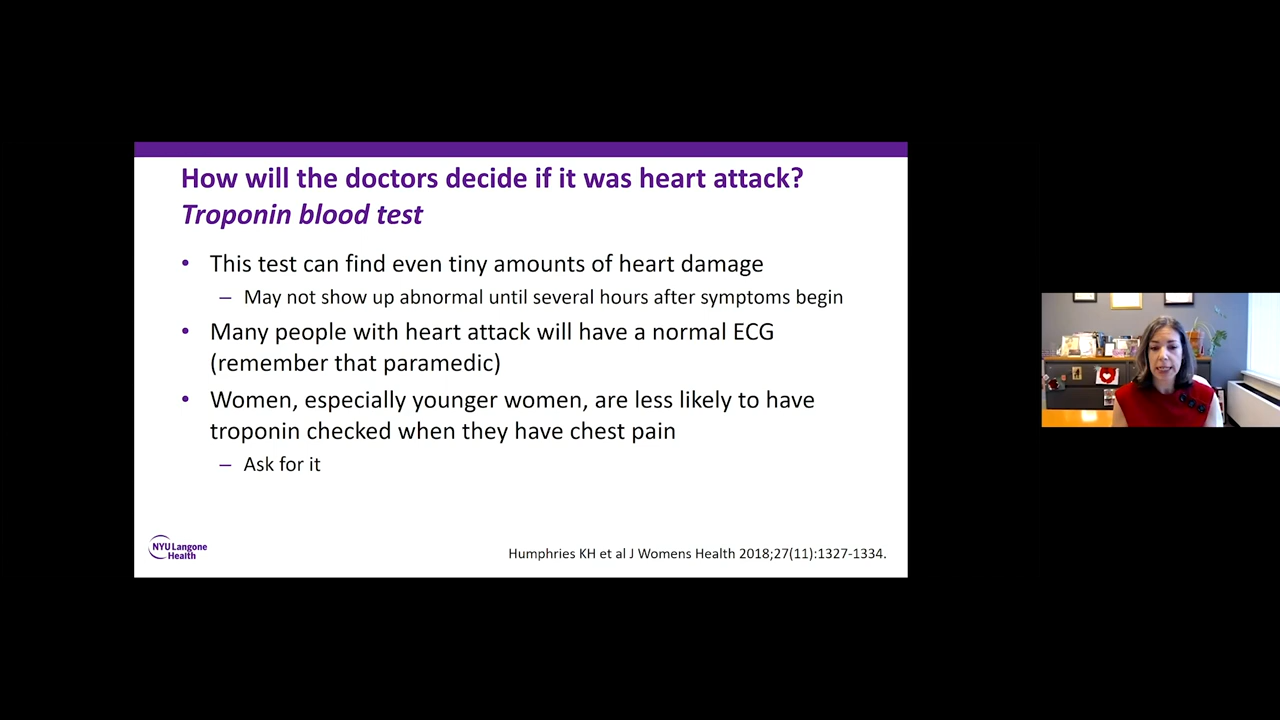 How will the doctors decide if it was heart attack?
Troponin blood test
• This test can find even tiny amounts of heart damage
– May not show up abnormal until several hours after symptoms begin
• Many people with heart attack will have a normal ECG
(remember that paramedic)
• Women, especially younger women, are less likely to have
troponin checked when they have chest pain
– Ask for it
NYU Langone
Health
Humphries KH et al J Womens Health 2018;27(11):1327-1334.